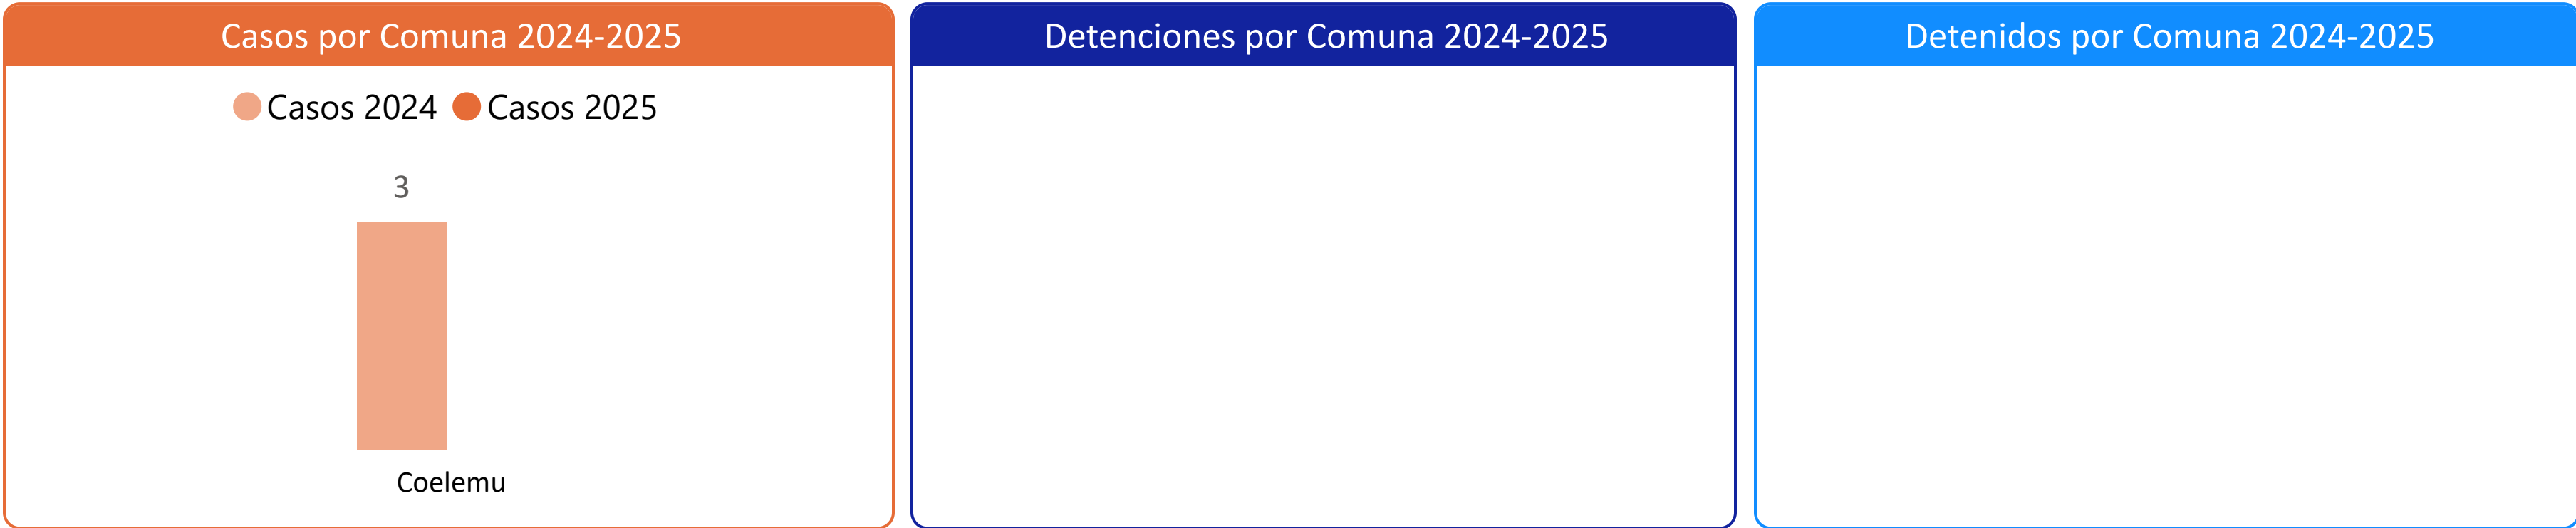 Casos por Comuna 2024-2025
Casos 2024 Casos 2025
3
Coelemu
Detenciones por Comuna 2024-2025
Detenidos por Comuna 2024-2025